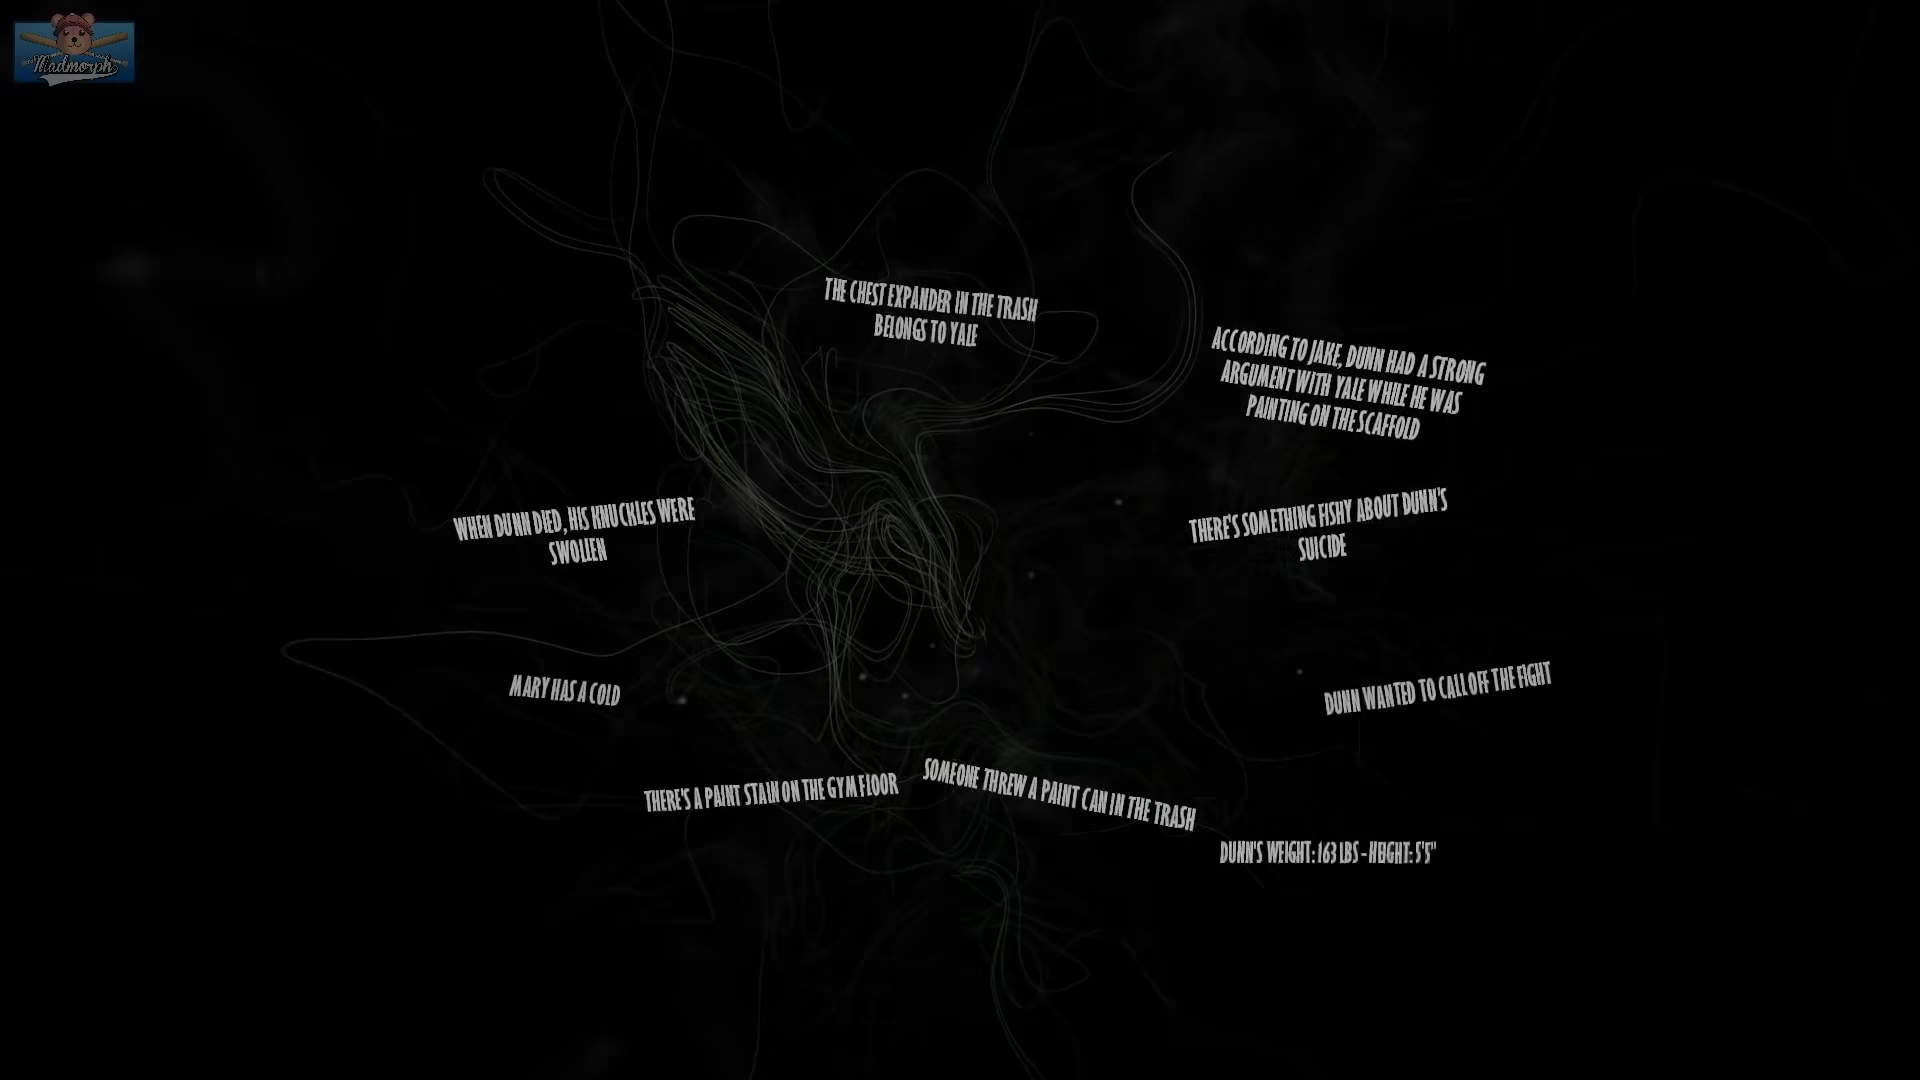 Madmorph
THE CHEST EXPANDER IN THE TRASH
BELONGS TO YALE
ACCORDING TO JAKE, DUNN HAD A STRONG
ARGUMENT WITH YALE WHILE HE WAS
PAINTING ON THE SCAFFOLD
WHEN DUNN DIED, HIS KNUCKLES WERE
SWOLLEN
THERE'S SOMETHING FISHY ABOUT DUNN'S
SUICIDE
MARY HAS A COLD
DUNN WANTED TO CALL OFF THE FIGHT
THERE'S A PAINT STAIN ON THE GYM FLOOR
SOMEONE THREW A PAINT CAN IN THE TRASH
DUNN'S WEIGHT: 163 LBS - HEIGHT: 5'5"